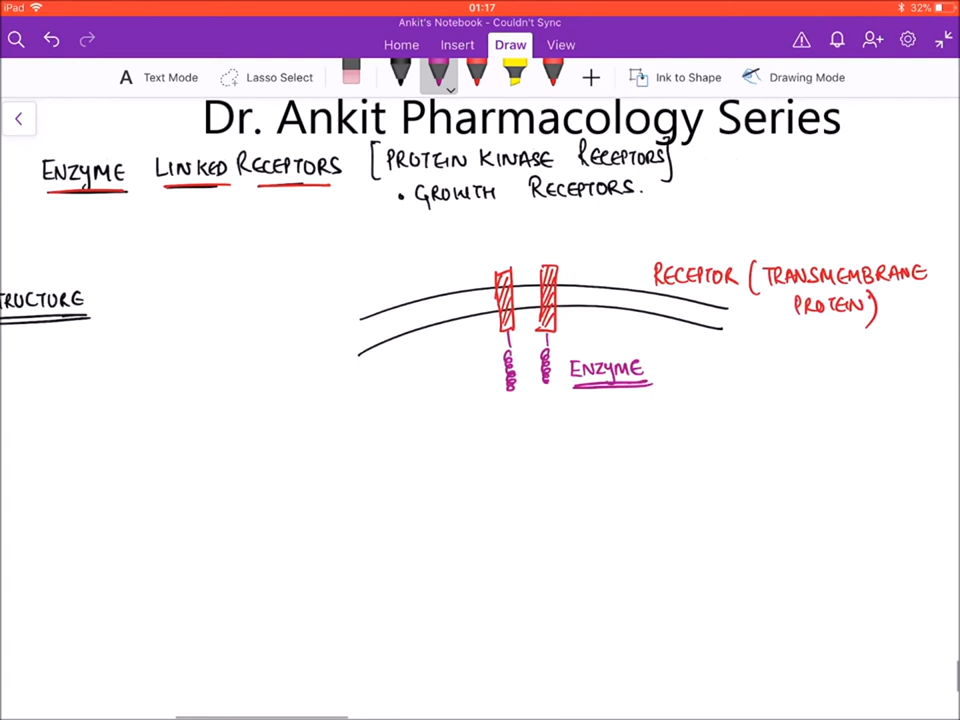 iPad 01:17 32%
Ankit's Notebook - Couldn't Sync
Home Insert Draw View
A Text Mode Lasso Select Ink to Shape Drawing Mode
Dr. Ankit Pharmacology Series
ENZYME LINKED RECEPTORS [PROTEIN KINASE RECEPTORS]
• GROWTH RECEPTORS.
RECEPTOR (TRANSMEMBRANE
PROTEIN)
TRUCTURE
ENZYME